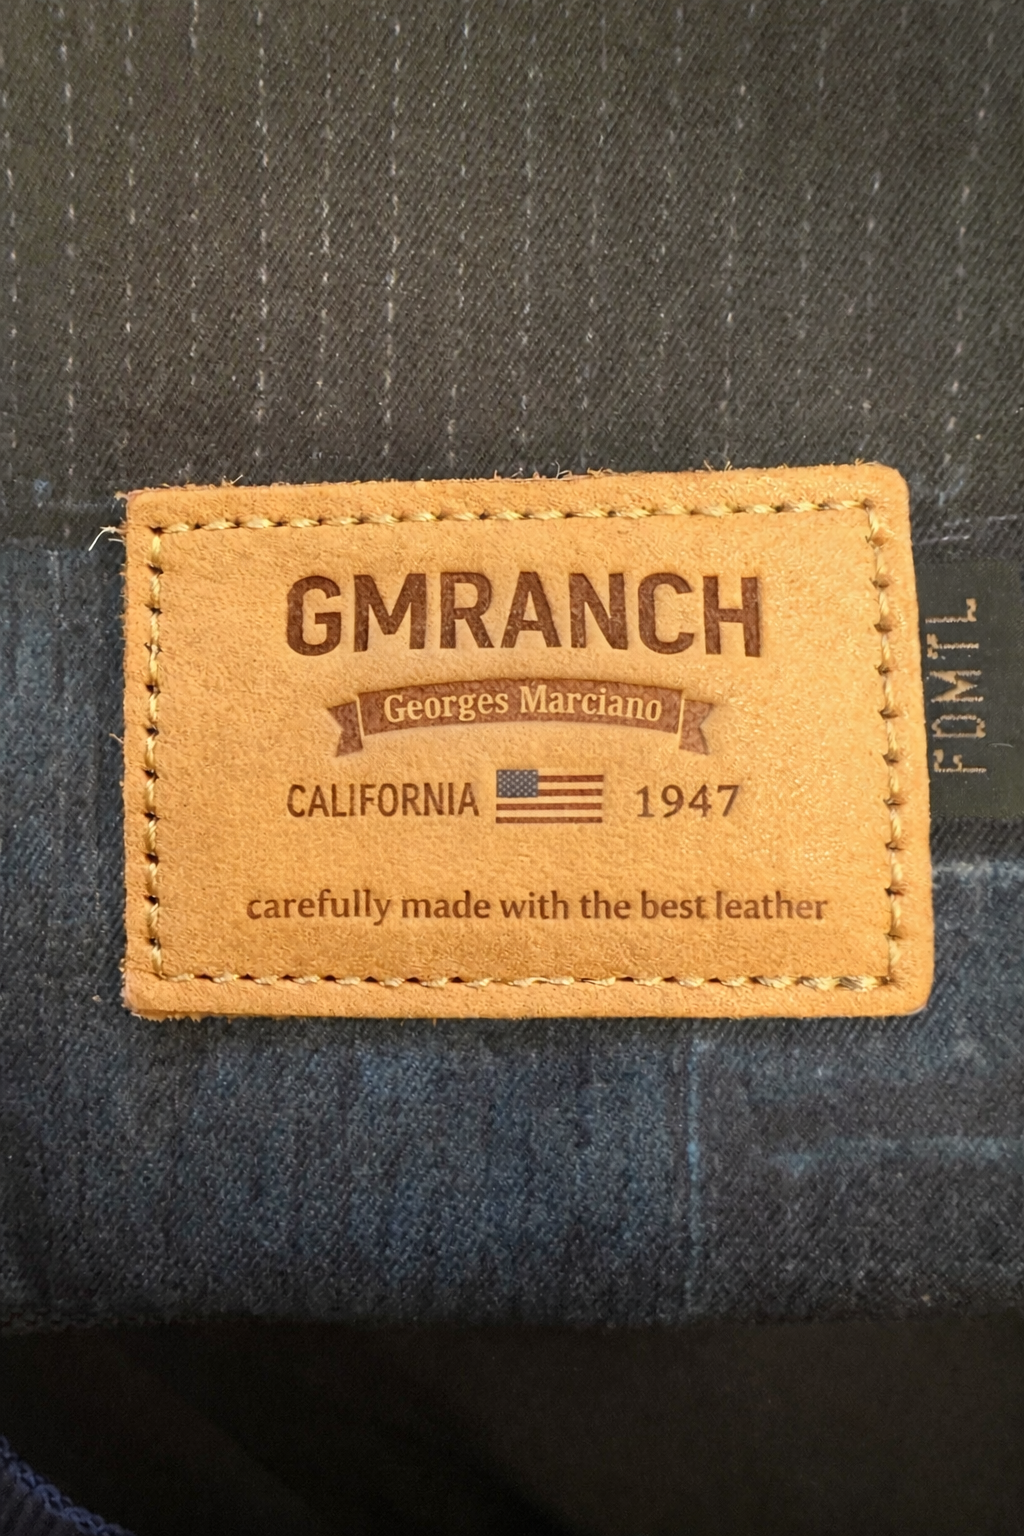 GMRANCH
Georges Marciano
CALIFORNIA 1947
carefully made with the best leather
FDMTL